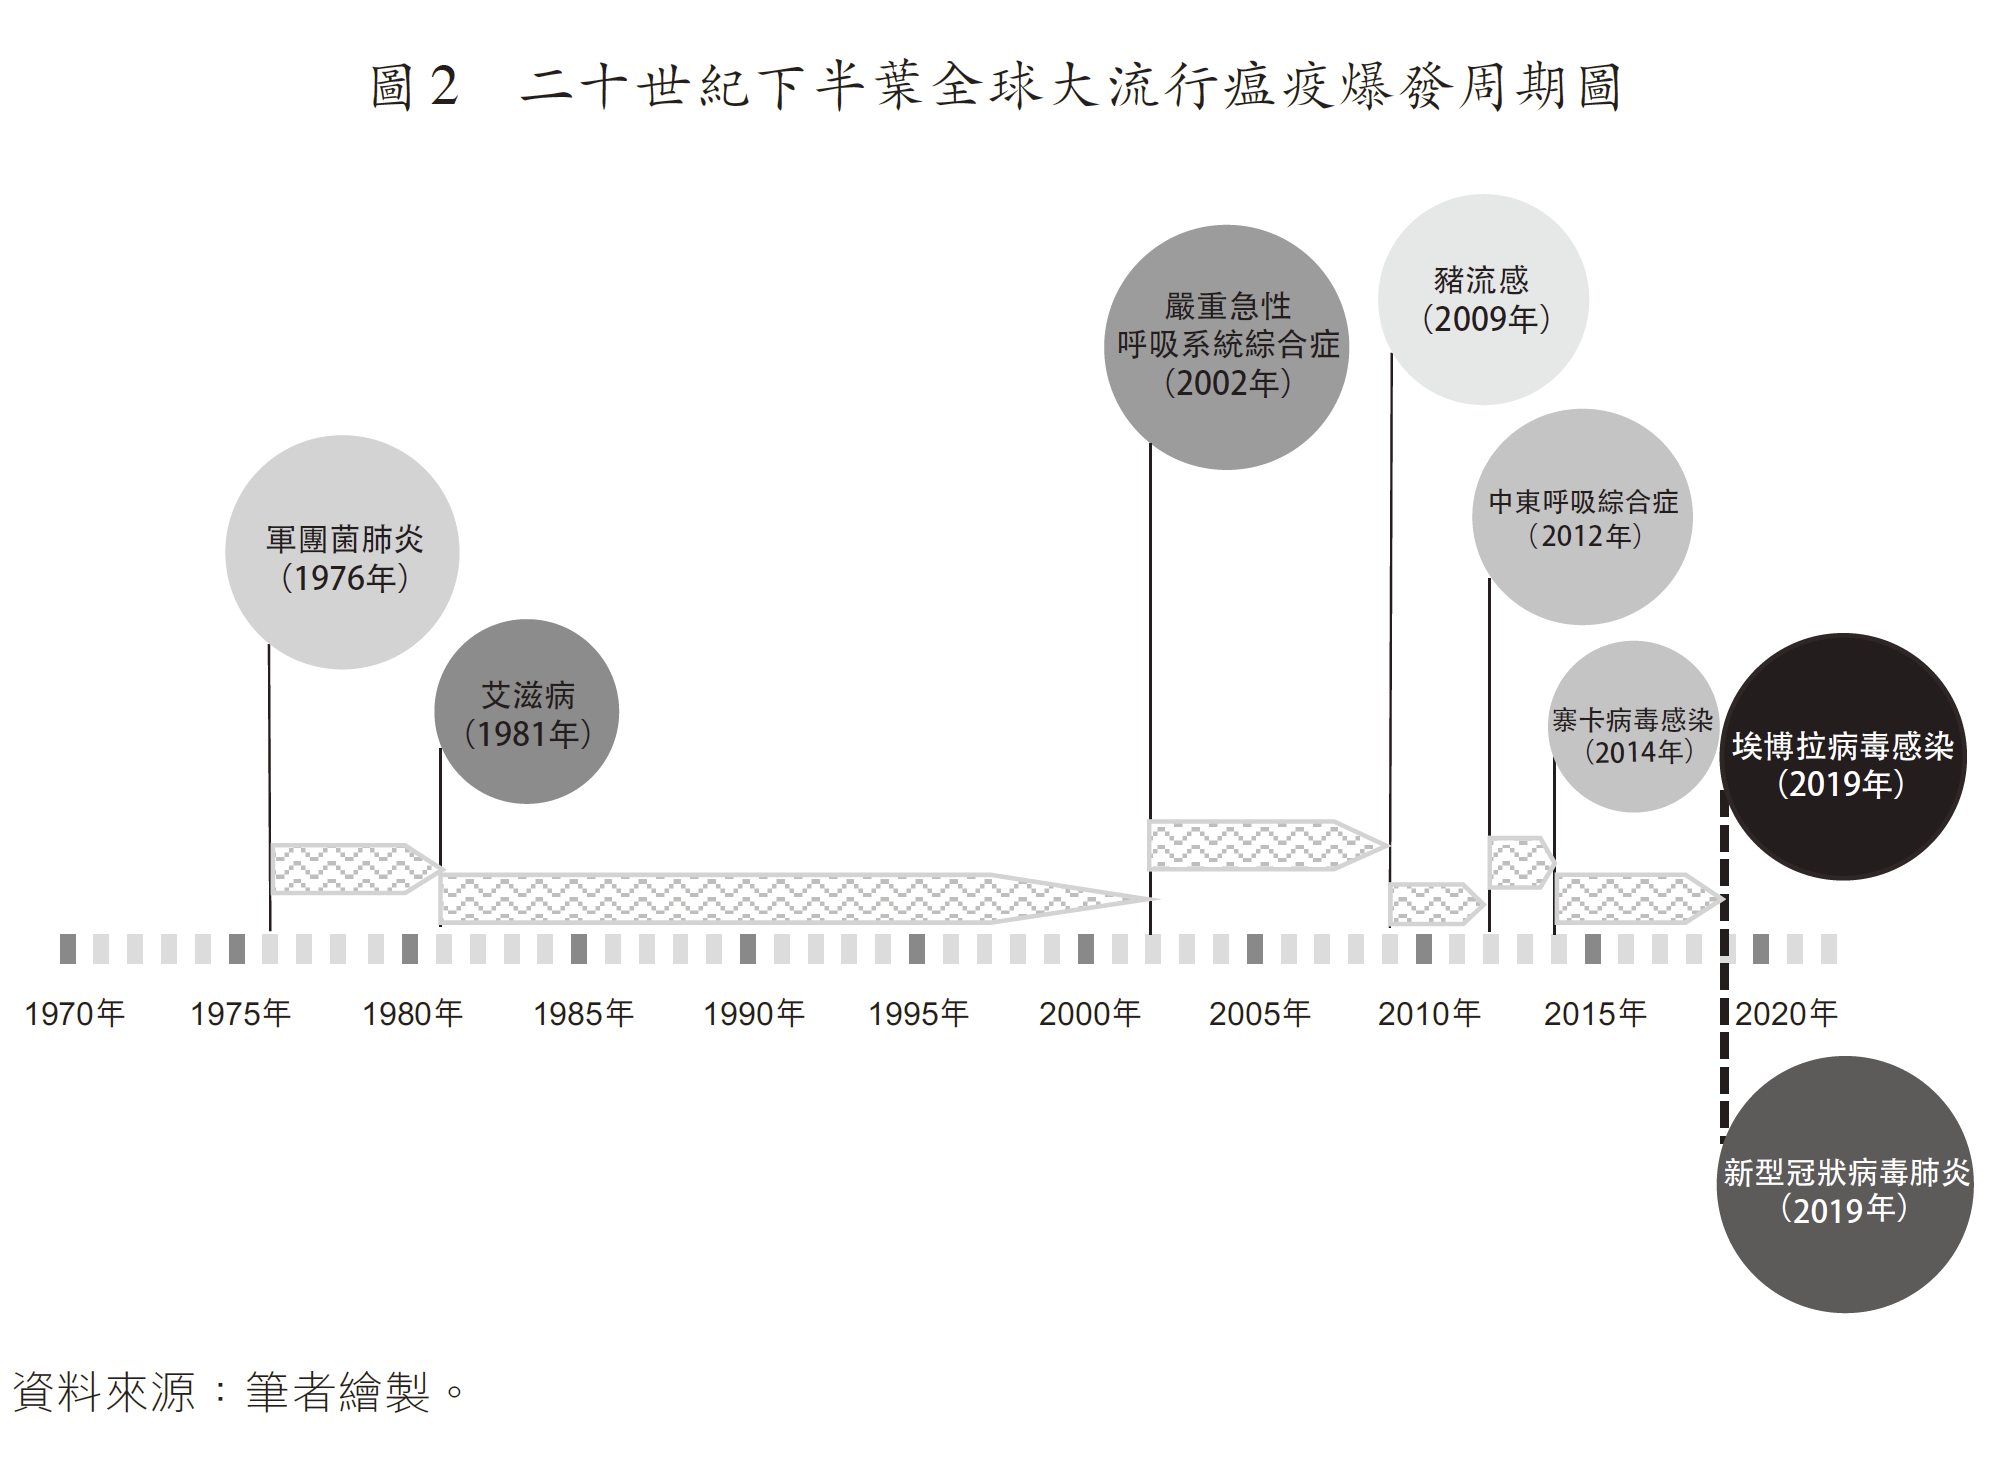 圖2 二十世紀下半葉全球大流行瘟疫爆發周期圖
軍團菌肺炎
（1976年）
艾滋病
（1981年）
嚴重急性
呼吸系統綜合症
（2002年）
豬流感
（2009年）
中東呼吸綜合症
（2012年）
寨卡病毒感染
（2014年）
埃博拉病毒感染
（2019年）
1970年
1975年
1980年
1985年
1990年
1995年
2000年
2005年
2010年
2015年
2020年
新型冠狀病毒肺炎
（2019年）
資料來源：筆者繪製。